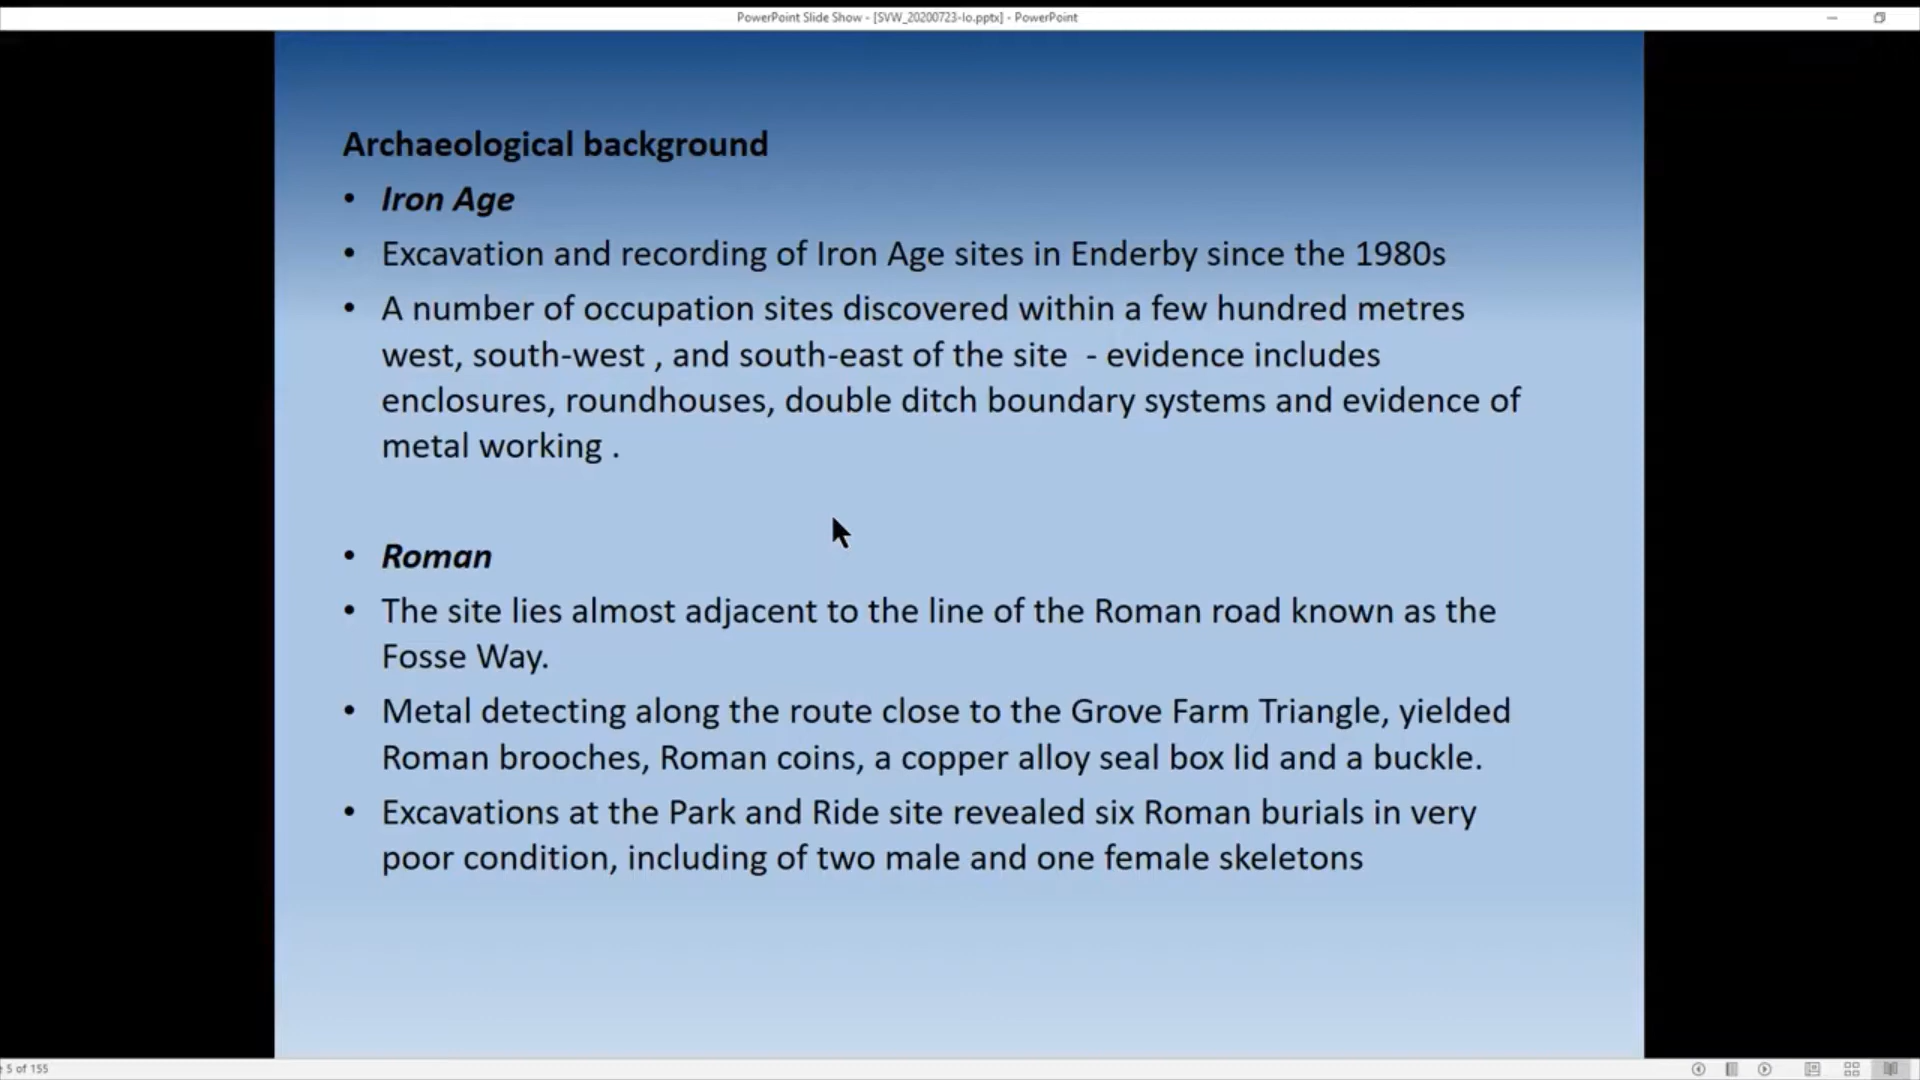 PowerPoint Slide Show - [SVW_20200723-lo.pptx] - PowerPoint
Archaeological background
• Iron Age
• Excavation and recording of Iron Age sites in Enderby since the 1980s
• A number of occupation sites discovered within a few hundred metres
west, south-west , and south-east of the site  - evidence includes
enclosures, roundhouses, double ditch boundary systems and evidence of
metal working .
• Roman
• The site lies almost adjacent to the line of the Roman road known as the
Fosse Way.
• Metal detecting along the route close to the Grove Farm Triangle, yielded
Roman brooches, Roman coins, a copper alloy seal box lid and a buckle.
• Excavations at the Park and Ride site revealed six Roman burials in very
poor condition, including of two male and one female skeletons
5 of 155